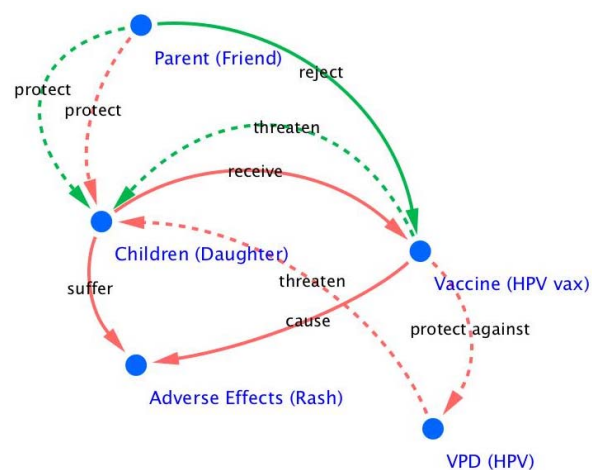 Parent (Friend)
reject
protect
protect
threaten
receive
Children (Daughter)
threaten
Vaccine (HPV vax)
suffer
cause
protect against
Adverse Effects (Rash)
VPD (HPV)